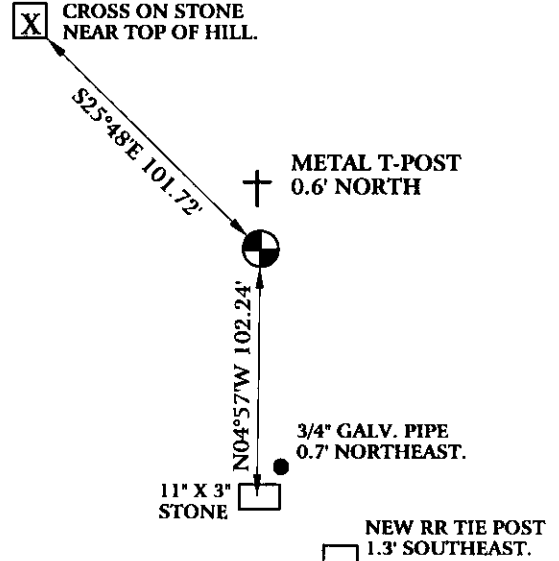 X
CROSS ON STONE
NEAR TOP OF HILL.
S25°48'E 101.72'
METAL T-POST
0.6' NORTH
N04°57'W 102.24'
3/4" GALV. PIPE
0.7' NORTHEAST.
11" X 3"
STONE
NEW RR TIE POST
1.3' SOUTHEAST.